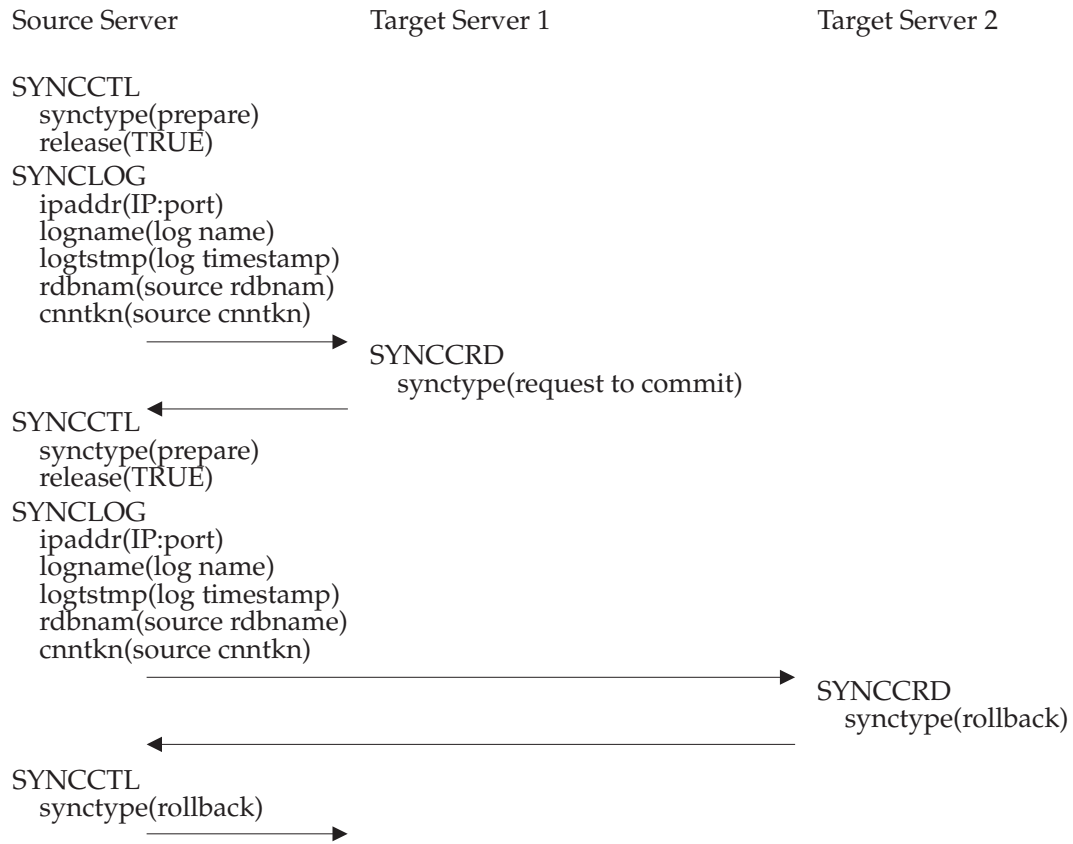 Source Server Target Server 1 Target Server 2
SYNCCTL
synctype(prepare)
release(TRUE)
SYNCLOG
ipaddr(IP:port)
logname(log name)
logtstmp(log timestamp)
rdbnam(source rdbnam)
cnntkn(source cnntkn)
SYNCCRD
synctype(request to commit)
SYNCCTL
synctype(prepare)
release(TRUE)
SYNCLOG
ipaddr(IP:port)
logname(log name)
logtstmp(log timestamp)
rdbnam(source rdbname)
cnntkn(source cnntkn)
SYNCCRD
synctype(rollback)
SYNCCTL
synctype(rollback)